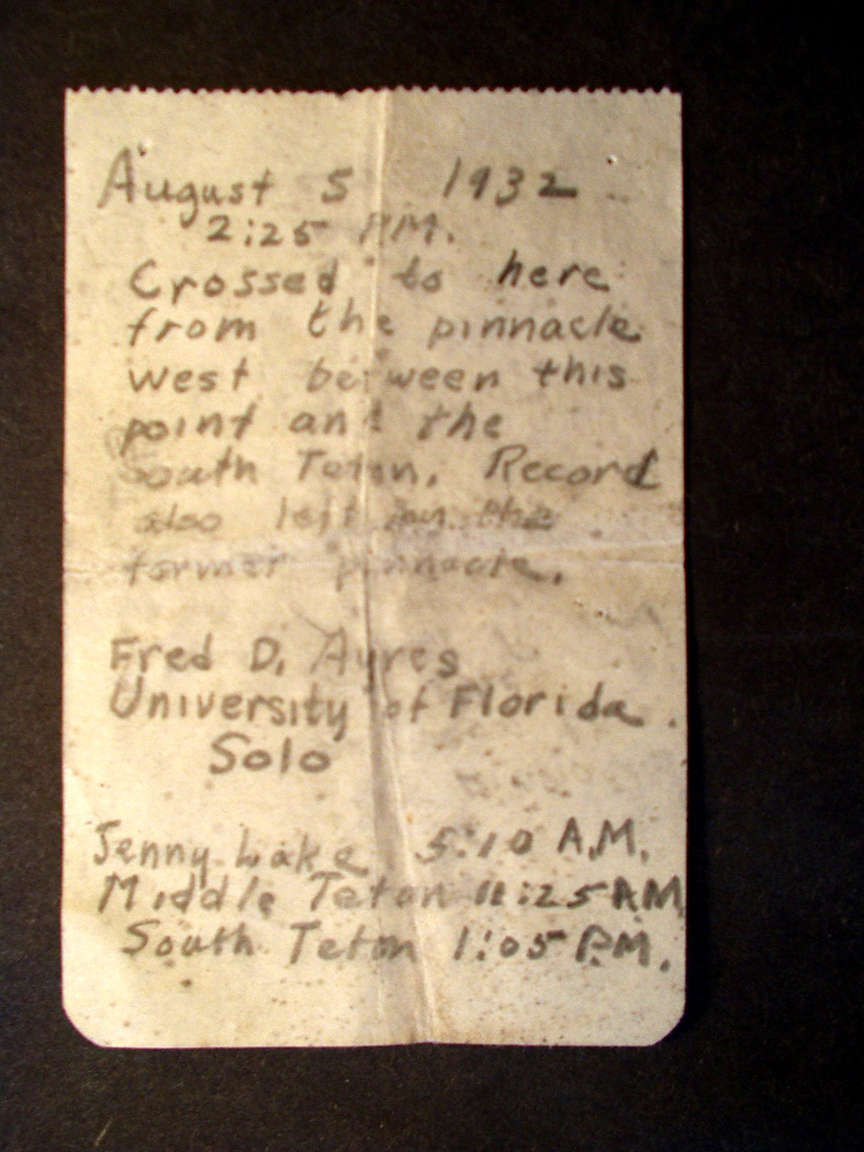 August 5 1932
2:25 PM.
Crossed to here
from the pinnacle
west between this
point and the
South Teton. Record
also left on the
former pinnacle.
Fred D. Ayres
University of Florida.
Solo
Jenny Lake 5:10 A.M.
Middle Teton 11:25 AM
South Teton 1:05 P.M.